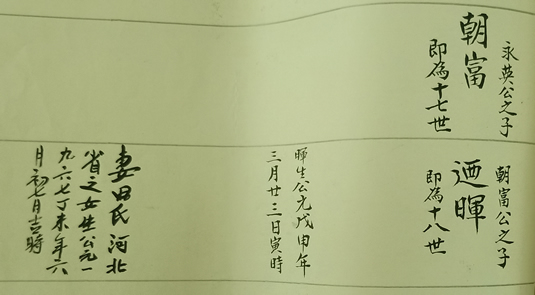 永英公之子
朝富
即為十七世
朝富公之子
迺暉
即為十八世
暉生公元戊申年
三月廿三日寅時
妻田氏河北
省之女生公元一
九六七丁未年六
月初七月吉時